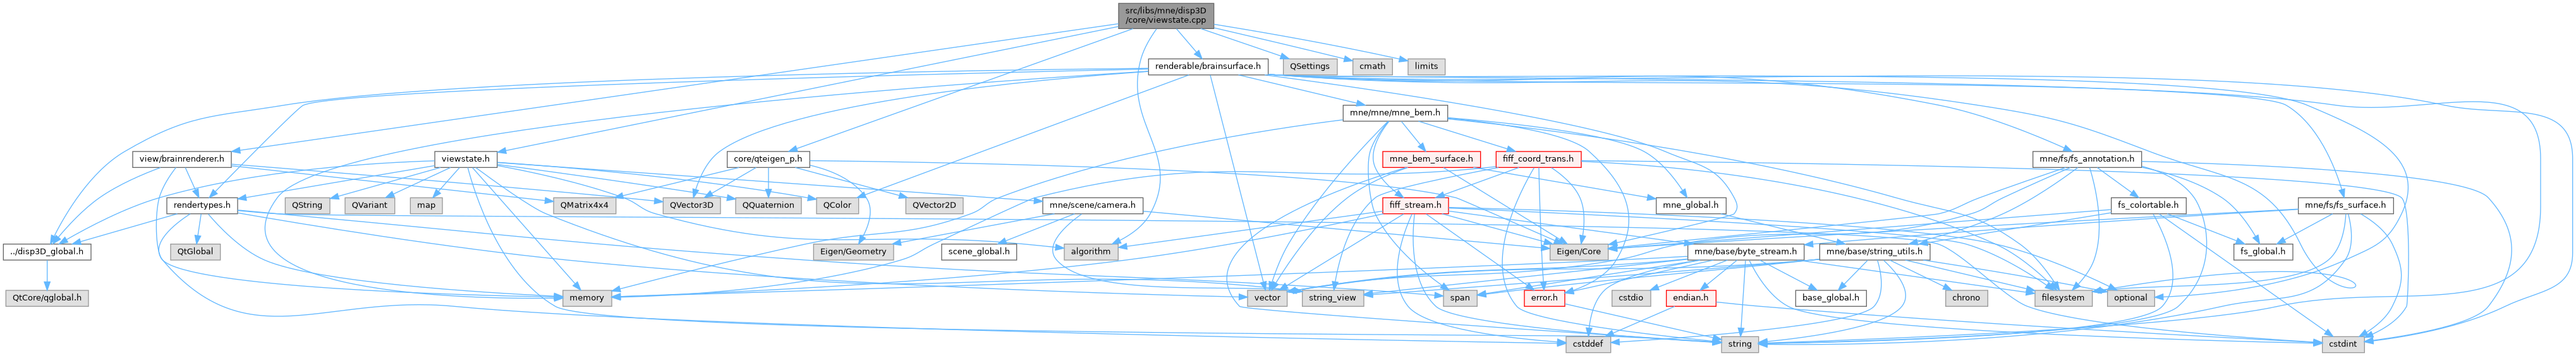 src/libs/mne/disp3D
/core/viewstate.cpp
renderable/brainsurface.h
QSettings
cmath
limits
mne/mne/mne_bem.h
view/brainrenderer.h
viewstate.h
core/qteigen_p.h
mne_bem_surface.h
fiff_coord_trans.h
mne/fs/fs_annotation.h
rendertypes.h
QString
QVariant
map
QMatrix4x4
QVector3D
QQuaternion
QColor
QVector2D
mne/scene/camera.h
fiff_stream.h
mne_global.h
fs_colortable.h
mne/fs/fs_surface.h
../disp3D_global.h
QtGlobal
Eigen/Geometry
scene_global.h
algorithm
Eigen/Core
mne/base/byte_stream.h
mne/base/string_utils.h
fs_global.h
QtCore/qglobal.h
memory
vector
string_view
span
error.h
cstdio
endian.h
base_global.h
chrono
filesystem
optional
cstddef
string
cstdint